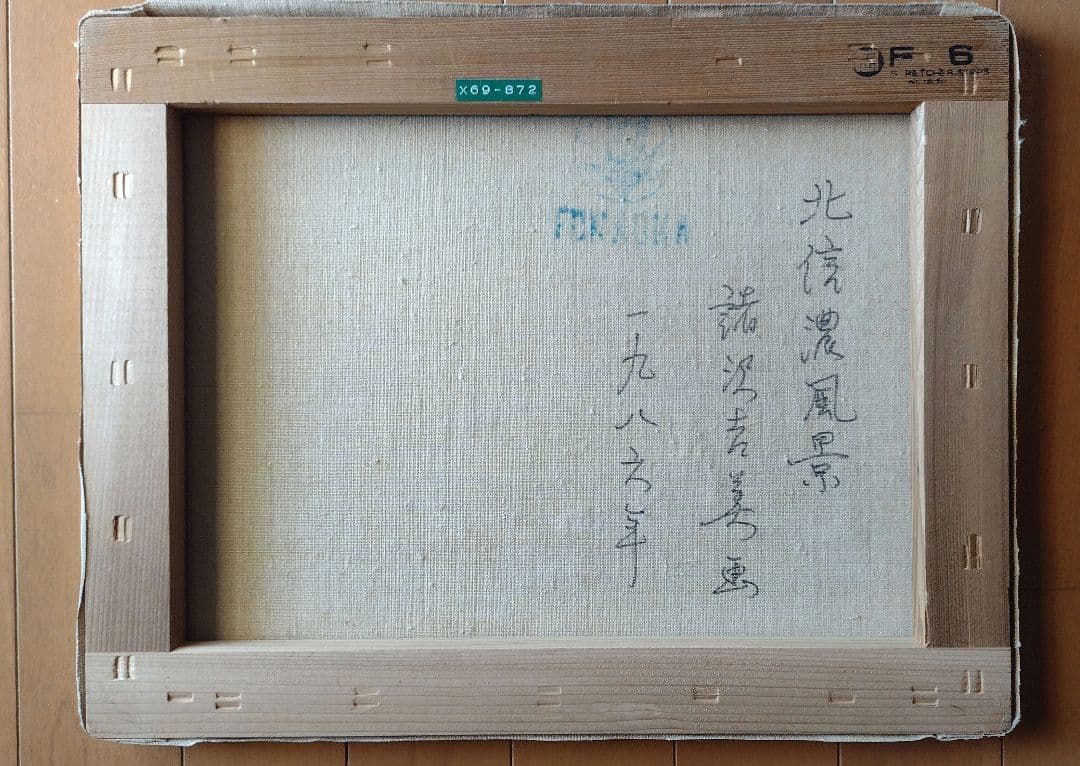 F 6
X69-872
北信濃風景
諸沢吉美画
一九八六年